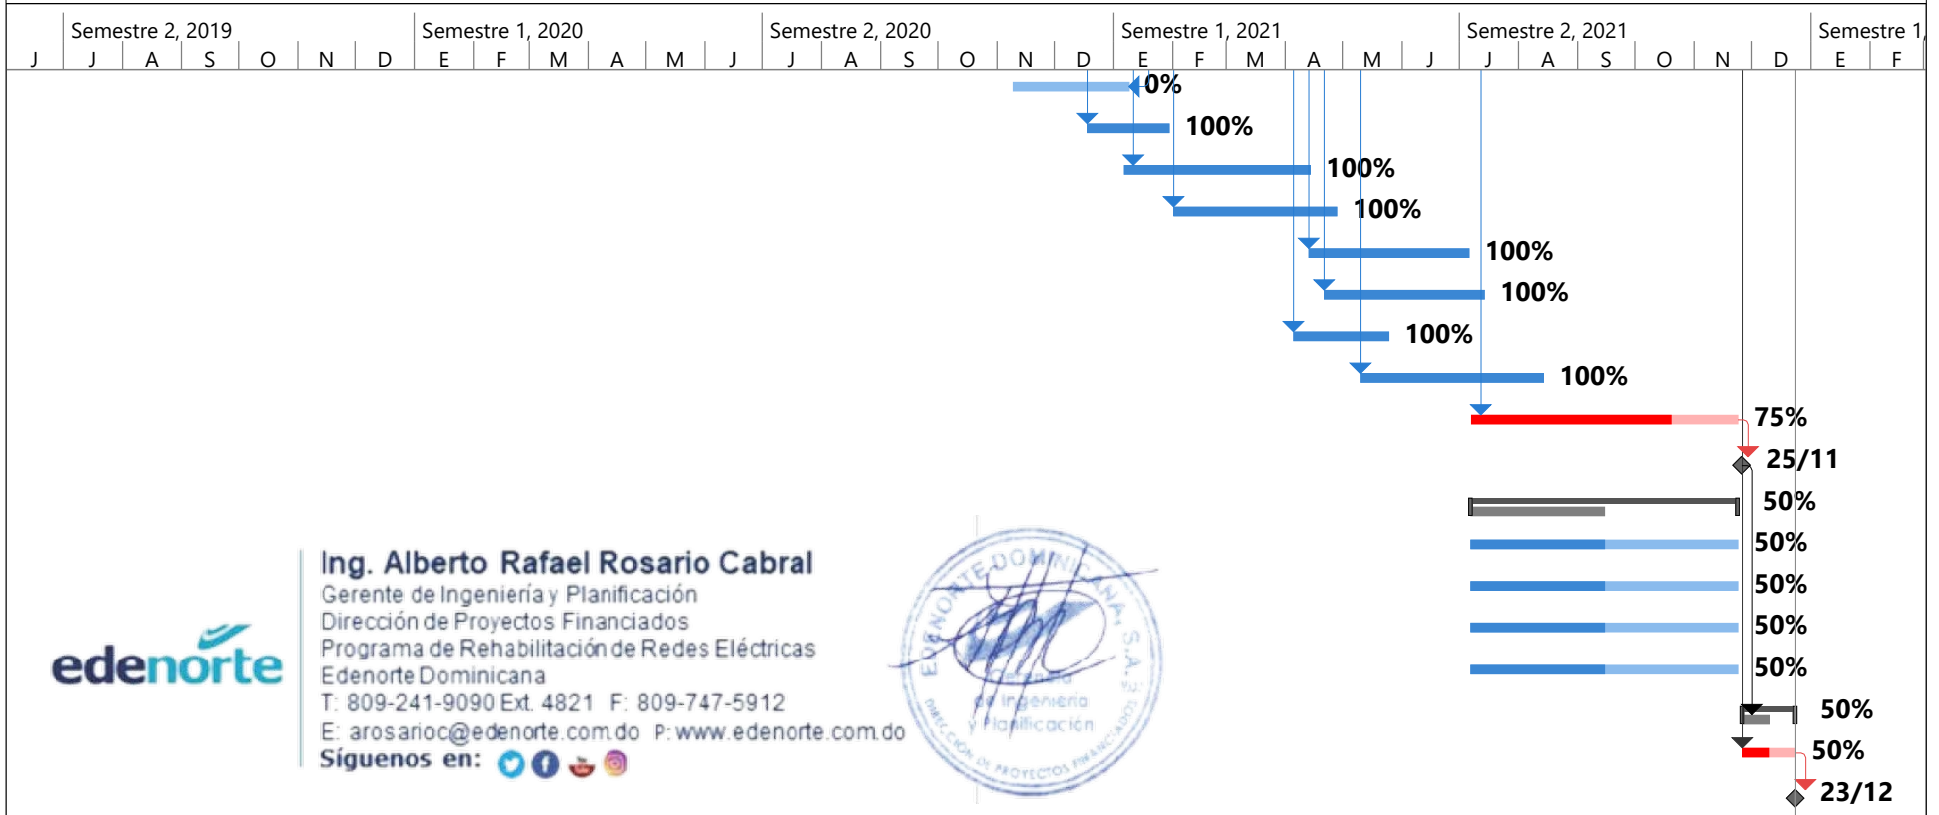 Semestre 2, 2019 Semestre 1, 2020 Semestre 2, 2020 Semestre 1, 2021 Semestre 2, 2021 Semestre 1,
J J A S O N D E F M A M J J A S O N D E F M A M J J A S O N D E F
0%
100%
100%
100%
100%
100%
100%
100%
75%
25/11
50%
50%
50%
50%
50%
50%
50%
23/12
edenorte
Ing. Alberto Rafael Rosario Cabral
Gerente de Ingeniería y Planificación
Dirección de Proyectos Financiados
Programa de Rehabilitación de Redes Eléctricas
Edenorte Dominicana
T: 809-241-9090 Ext. 4821 F: 809-747-5912
E: arosarioc@edenorte.com.do P: www.edenorte.com.do
Síguenos en:
EDENORTE DOMINICANA, S.A.
Gerencia
de Ingeniería
y Planificación
DIRECCIÓN DE PROYECTOS FINANCIADOS